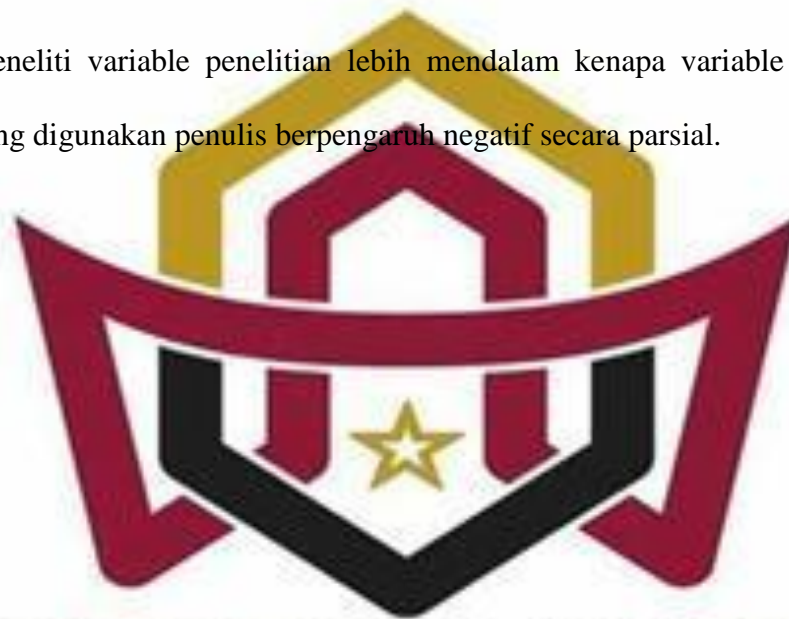 eneliti variable penelitian lebih mendalam kenapa variable
ng digunakan penulis berpengaruh negatif secara parsial.